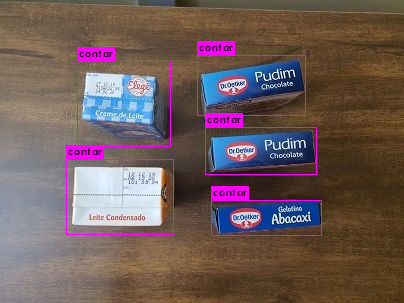 contar
contar
Elegê
Creme de Leite
Dr.Oetker
Pudim
Chocolate
contar
Dr.Oetker
Pudim
Chocolate
contar
Leite Condensado
contar
Dr.Oetker
Gelatina
Abacaxi